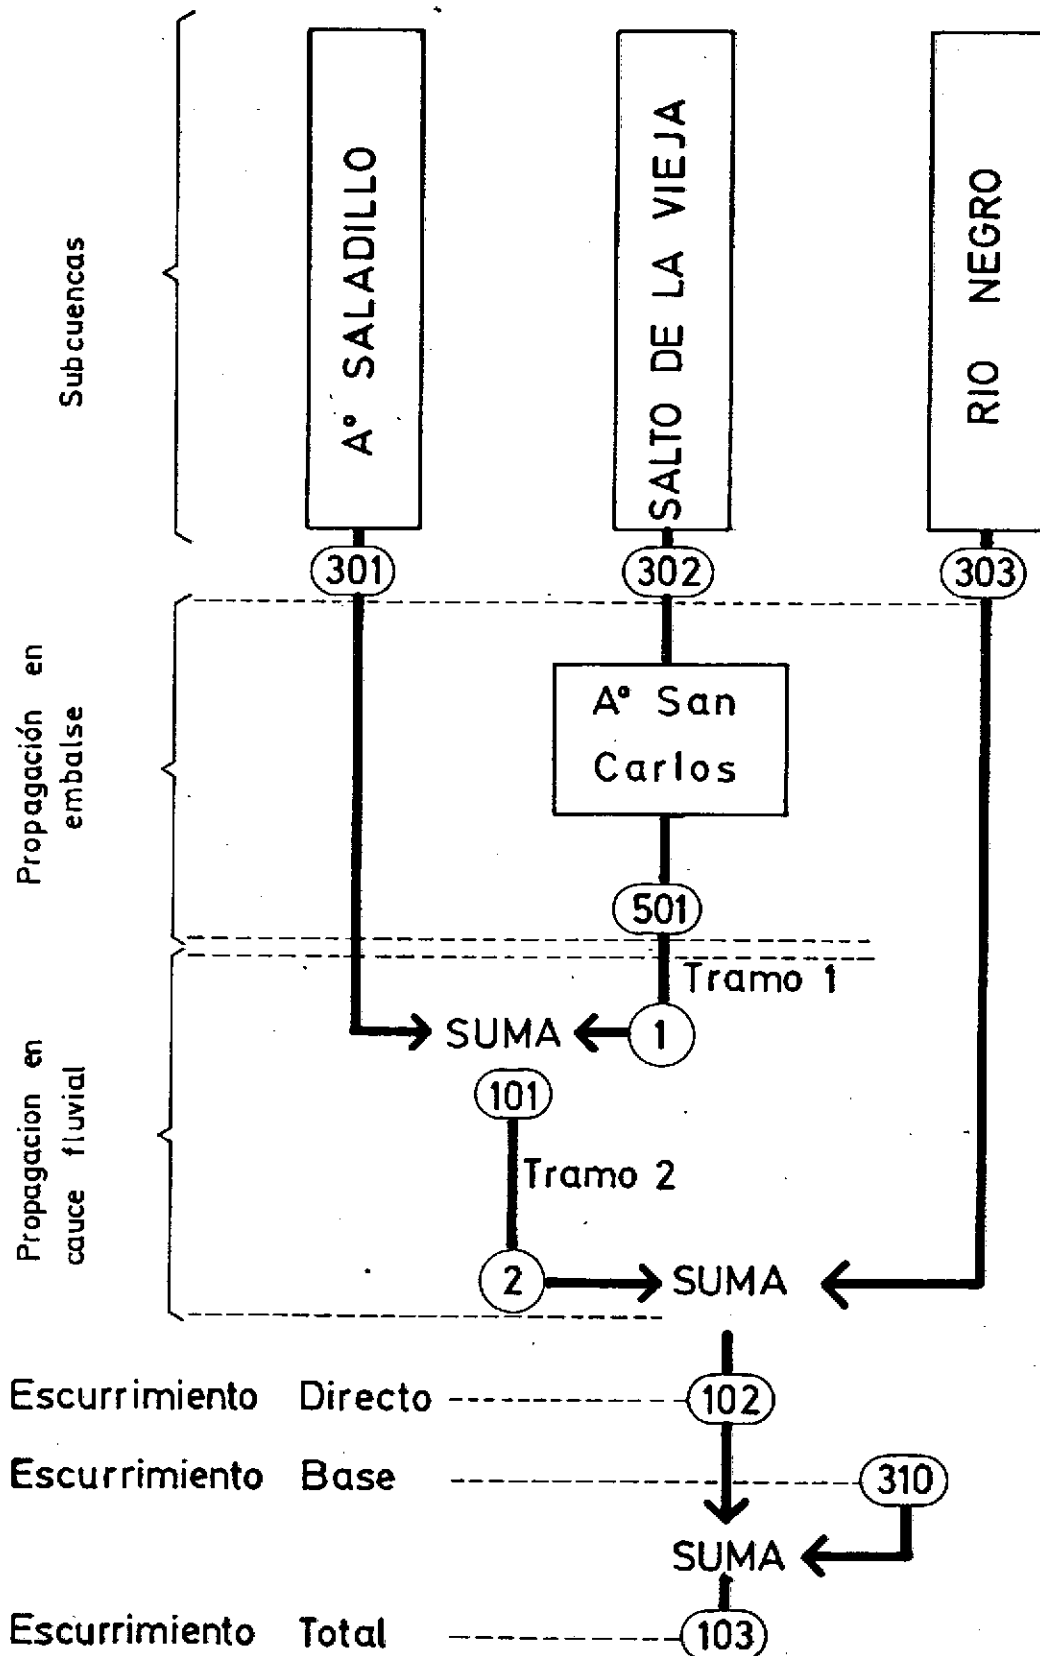 Subcuencas
Aº SALADILLO
SALTO DE LA VIEJA
RIO NEGRO
301
302
303
Propagación en
embalse
Aº San
Carlos
501
Propagacion en
cauce fluvial
Tramo 1
SUMA
1
101
Tramo 2
2
SUMA
Escurrimiento Directo
102
Escurrimiento Base
310
SUMA
Escurrimiento Total
103